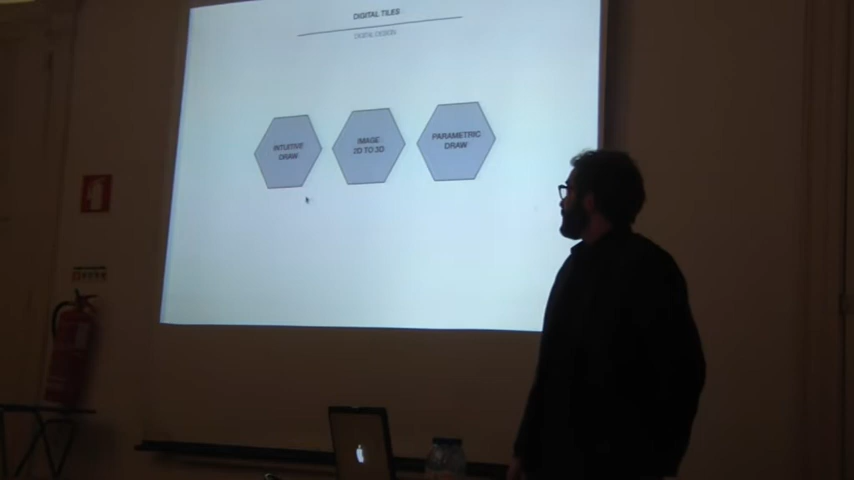 DIGITAL TILES
DIGITAL DESIGN
INTUITIVE
DRAW
IMAGE
2D TO 3D
PARAMETRIC
DRAW